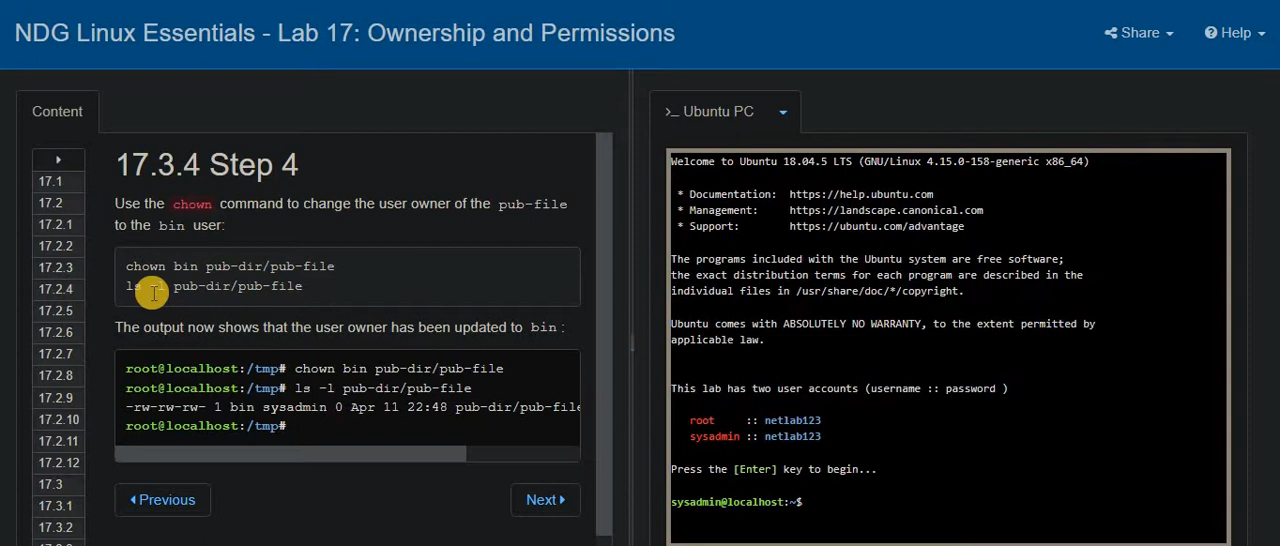 NDG Linux Essentials - Lab 17: Ownership and Permissions
Share
Help
Content
17.1
17.2
17.2.1
17.2.2
17.2.3
17.2.4
17.2.5
17.2.6
17.2.7
17.2.8
17.2.9
17.2.10
17.2.11
17.2.12
17.3
17.3.1
17.3.2
17.3.4 Step 4
Use the chown command to change the user owner of the pub-file
to the bin user:
chown bin pub-dir/pub-file
ls -l pub-dir/pub-file
The output now shows that the user owner has been updated to bin:
root@localhost:/tmp# chown bin pub-dir/pub-file
root@localhost:/tmp# ls -l pub-dir/pub-file
-rw-rw-rw- 1 bin sysadmin 0 Apr 11 22:48 pub-dir/pub-file
root@localhost:/tmp#
Previous
Next
>_ Ubuntu PC
Welcome to Ubuntu 18.04.5 LTS (GNU/Linux 4.15.0-158-generic x86_64)
* Documentation: https://help.ubuntu.com
* Management: https://landscape.canonical.com
* Support: https://ubuntu.com/advantage
The programs included with the Ubuntu system are free software;
the exact distribution terms for each program are described in the
individual files in /usr/share/doc/*/copyright.
Ubuntu comes with ABSOLUTELY NO WARRANTY, to the extent permitted by
applicable law.
This lab has two user accounts (username :: password )
root :: netlab123
sysadmin :: netlab123
Press the [Enter] key to begin...
sysadmin@localhost:~$